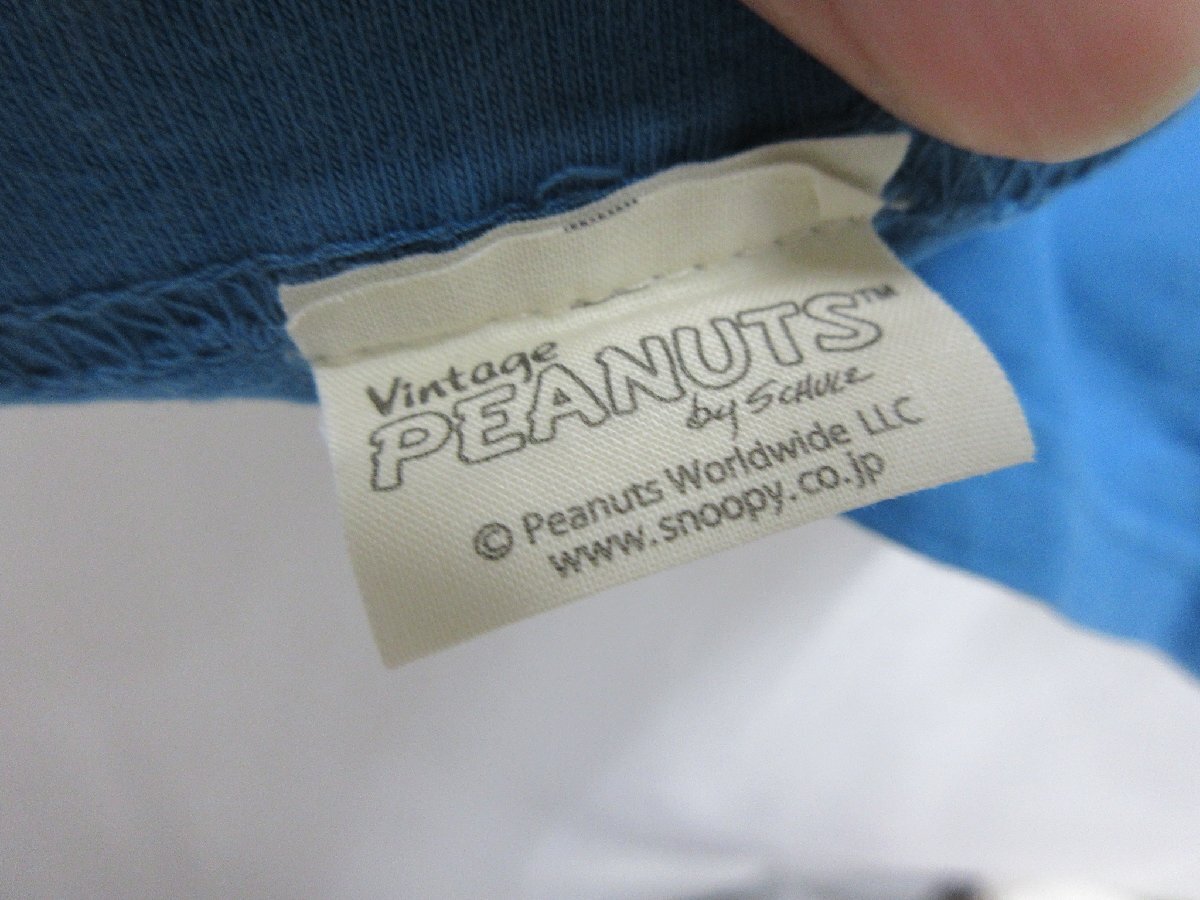 Vintage
PEANUTS™
by SCHULZ
© Peanuts Worldwide LLC
www.snoopy.co.jp